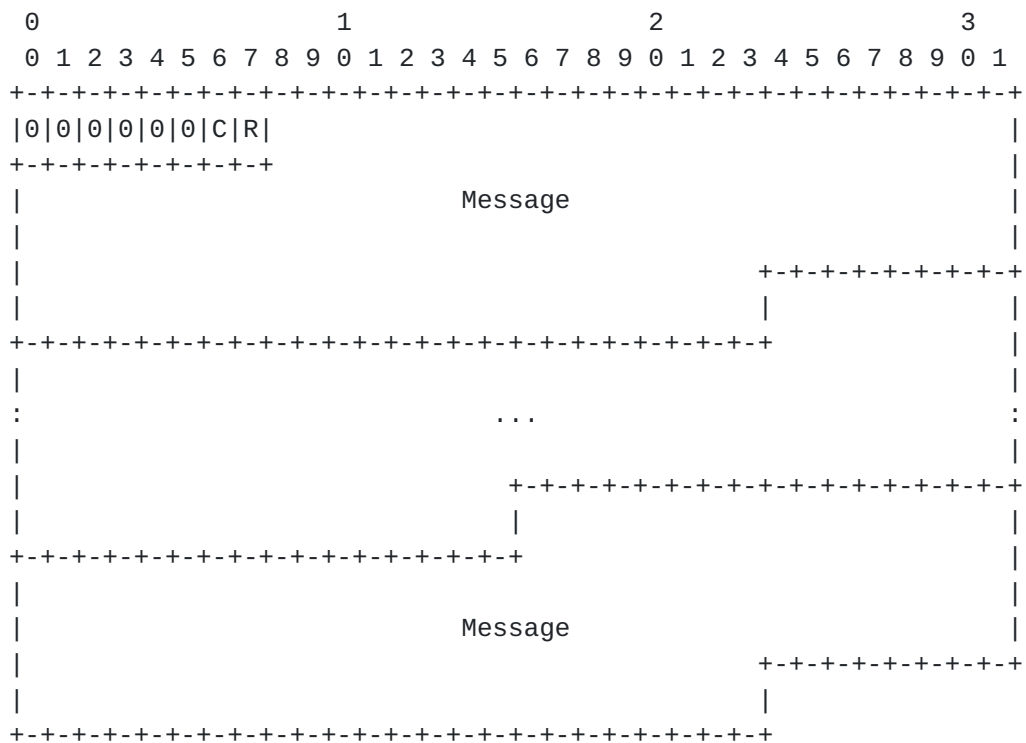 0                   1                   2                   3
 0 1 2 3 4 5 6 7 8 9 0 1 2 3 4 5 6 7 8 9 0 1 2 3 4 5 6 7 8 9 0 1
+-+-+-+-+-+-+-+-+-+-+-+-+-+-+-+-+-+-+-+-+-+-+-+-+-+-+-+-+-+-+-+-+
|0|0|0|0|0|0|C|R|                                               |
+-+-+-+-+-+-+-+-+                                               |
|                            Message                            |
|                                                               |
|                                               +-+-+-+-+-+-+-+-+
|                                               |               |
+-+-+-+-+-+-+-+-+-+-+-+-+-+-+-+-+-+-+-+-+-+-+-+-+               |
|                                                               |
:                              ...                              :
|                                                               |
|                               +-+-+-+-+-+-+-+-+-+-+-+-+-+-+-+-+
|                               |                               |
+-+-+-+-+-+-+-+-+-+-+-+-+-+-+-+-+                               |
|                                                               |
|                            Message                            |
|                                               +-+-+-+-+-+-+-+-+
|                                               |
+-+-+-+-+-+-+-+-+-+-+-+-+-+-+-+-+-+-+-+-+-+-+-+-+